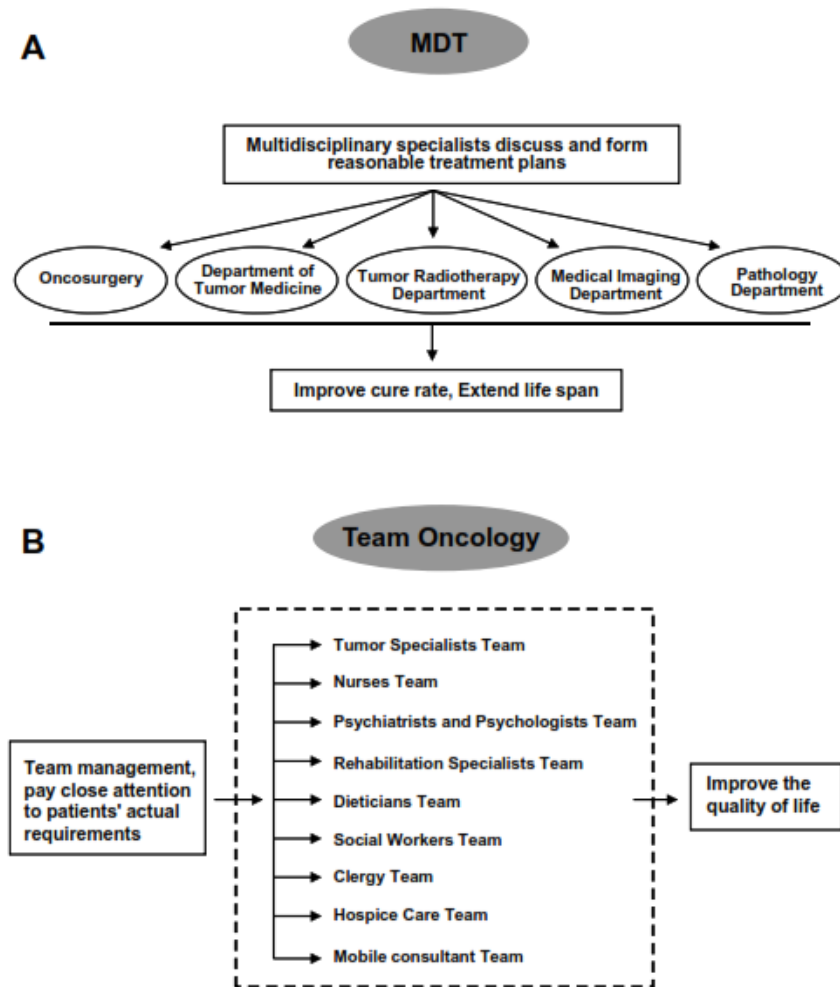 A
MDT
Multidisciplinary specialists discuss and form
reasonable treatment plans
Oncosurgery
Department of
Tumor Medicine
Tumor Radiotherapy
Department
Medical Imaging
Department
Pathology
Department
Improve cure rate, Extend life span
B
Team Oncology
Team management,
pay close attention
to patients' actual
requirements
Tumor Specialists Team
Nurses Team
Psychiatrists and Psychologists Team
Rehabilitation Specialists Team
Dieticians Team
Social Workers Team
Clergy Team
Hospice Care Team
Mobile consultant Team
Improve the
quality of life